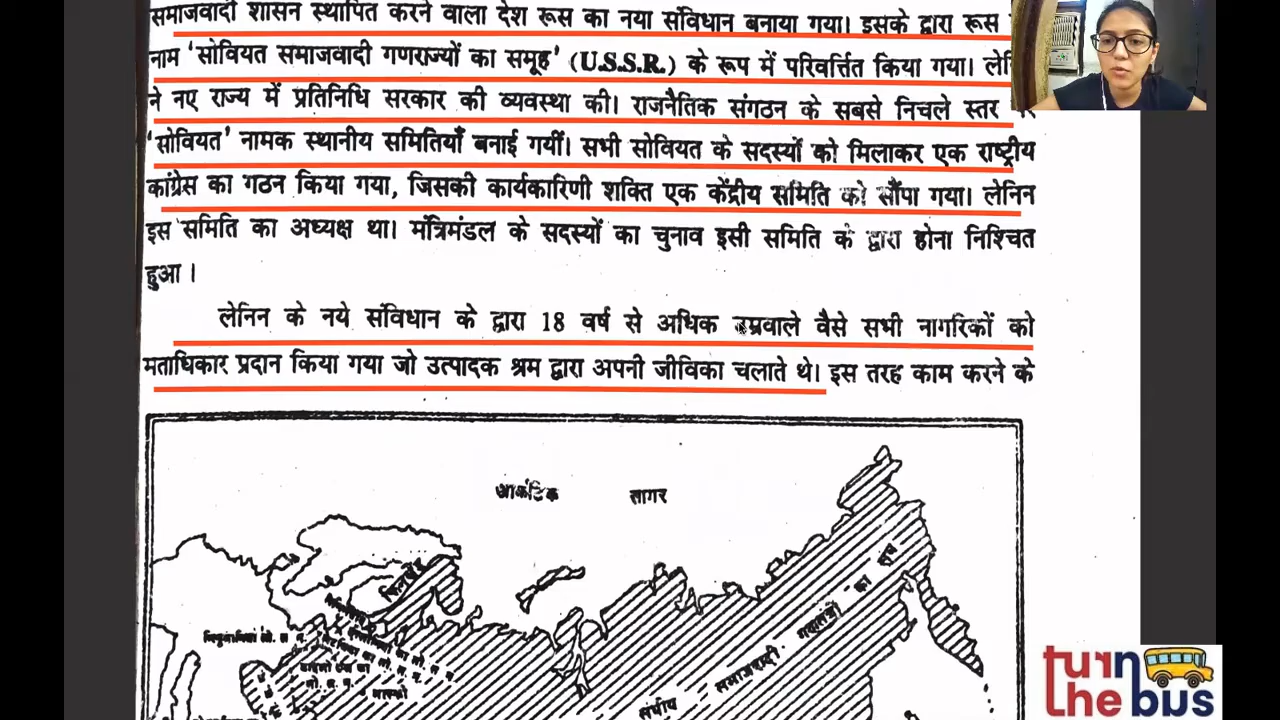 समाजवादी शासन स्थापित करने वाला देश रूस का नया संविधान बनाया गया। इसके द्वारा रूस
नाम 'सोवियत समाजवादी गणराज्यों का समूह' (U.S.S.R.) के रूप में परिवर्त्तित किया गया।
ने नए राज्य में प्रतिनिधि सरकार की व्यवस्था की। राजनैतिक संगठन के सबसे निचले स्तर
'सोवियत' नामक स्थानीय समितियाँ बनाई गयीं। सभी सोवियत के सदस्यों को मिलाकर एक राष्ट्रीय
कांग्रेस का गठन किया गया, जिसकी कार्यकारिणी शक्ति एक केंद्रीय समिति को सौंपा गया। लेनिन
इस समिति का अध्यक्ष था। मंत्रिमंडल के सदस्यों का चुनाव इसी समिति के द्वारा होना निश्चित
हुआ।
लेनिन के नये संविधान के द्वारा 18 वर्ष से अधिक उम्रवाले वैसे सभी नागरिकों को
मताधिकार प्रदान किया गया जो उत्पादक श्रम द्वारा अपनी जीविका चलाते थे। इस तरह काम करने के
आर्कटिक सागर
फिनलैंड
संघीय समाजवादी गणतंत्रों का संघ
मास्को
turn
the bus